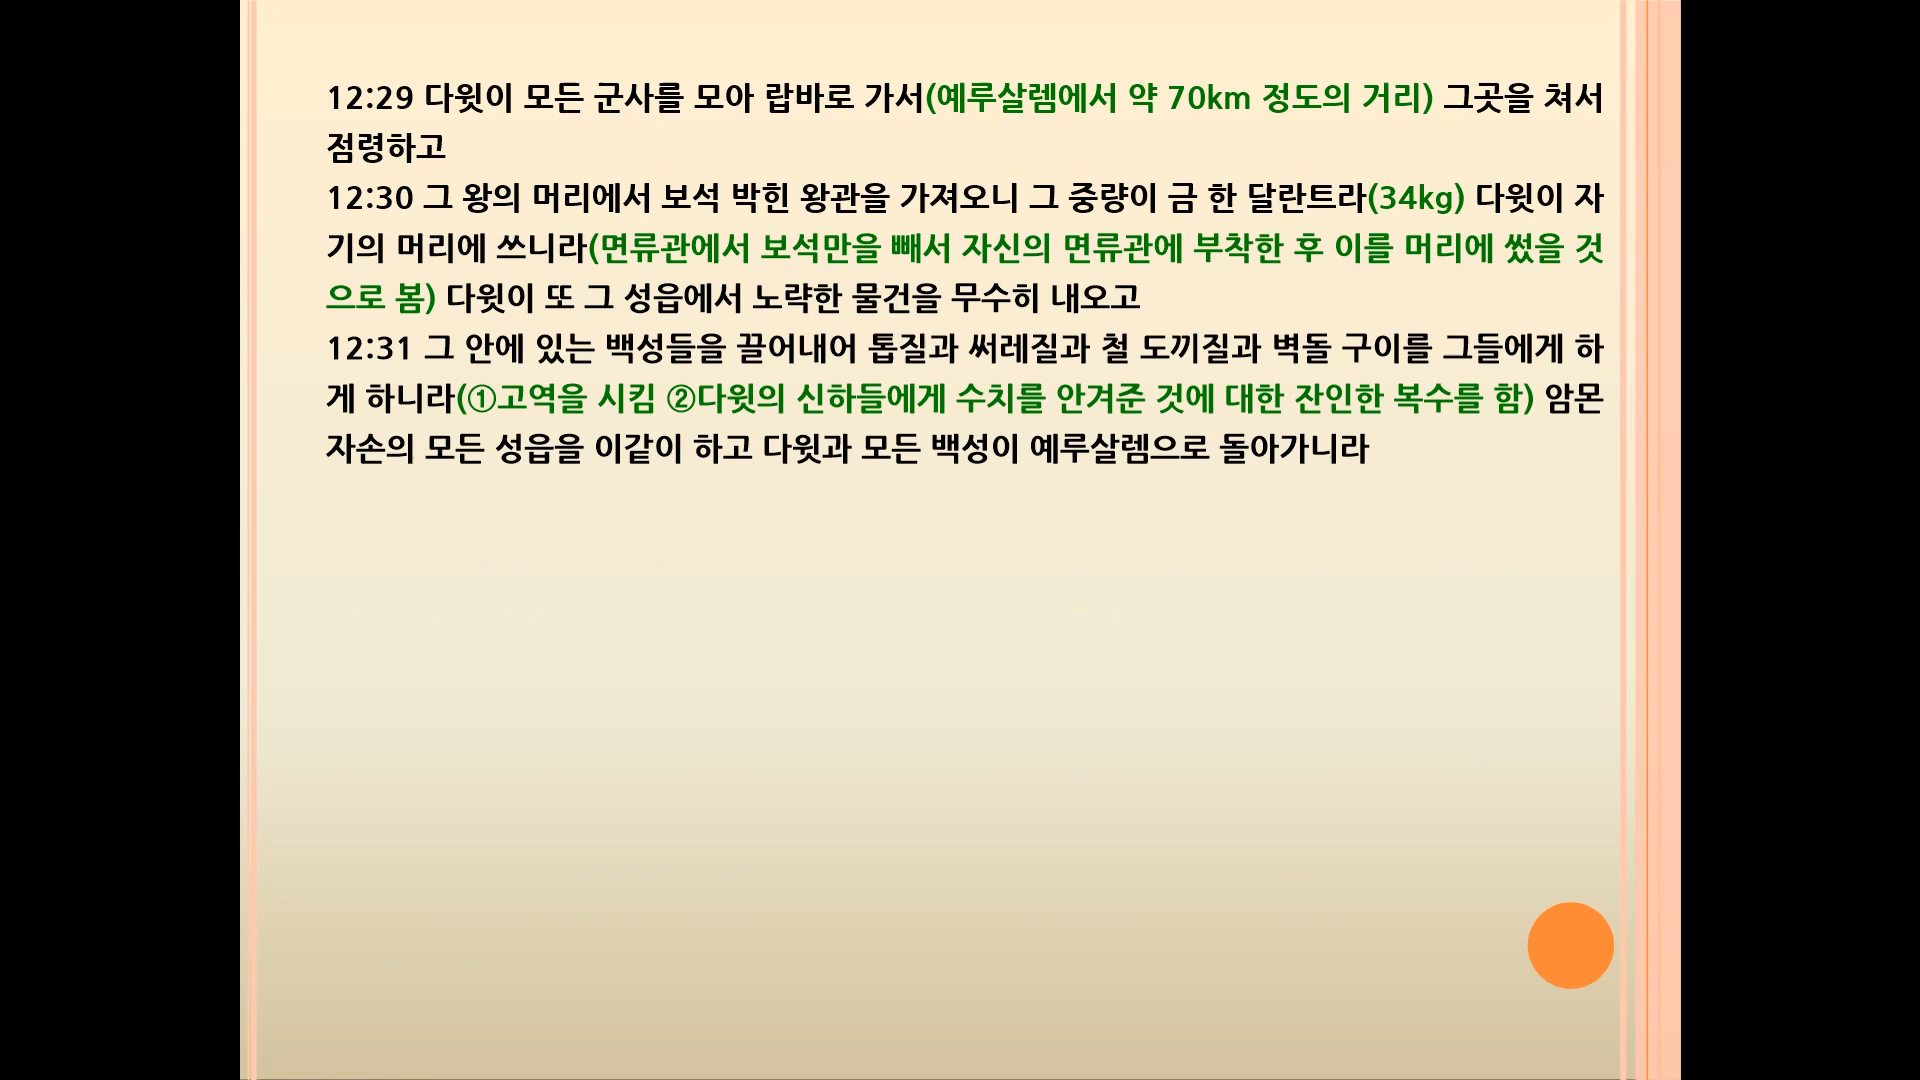 12:29 다윗이 모든 군사를 모아 랍바로 가서(예루살렘에서 약 70km 정도의 거리) 그곳을 쳐서
점령하고
12:30 그 왕의 머리에서 보석 박힌 왕관을 가져오니 그 중량이 금 한 달란트라(34kg) 다윗이 자
기의 머리에 쓰니라(면류관에서 보석만을 빼서 자신의 면류관에 부착한 후 이를 머리에 썼을 것
으로 봄) 다윗이 또 그 성읍에서 노략한 물건을 무수히 내오고
12:31 그 안에 있는 백성들을 끌어내어 톱질과 써레질과 철 도끼질과 벽돌 구이를 그들에게 하
게 하니라(①고역을 시킴 ②다윗의 신하들에게 수치를 안겨준 것에 대한 잔인한 복수를 함) 암몬
자손의 모든 성읍을 이같이 하고 다윗과 모든 백성이 예루살렘으로 돌아가니라